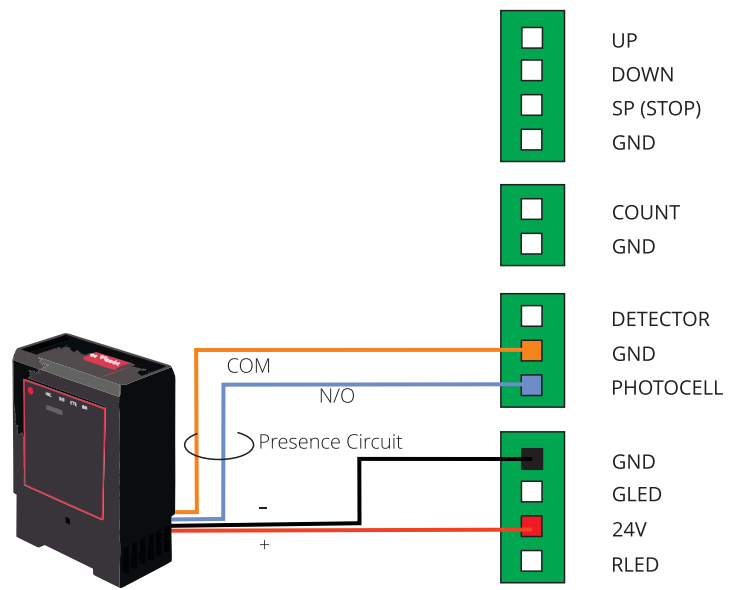 UP
DOWN
SP (STOP)
GND
COUNT
GND
DETECTOR
GND
PHOTOCELL
COM
N/O
Presence Circuit
-
+
GND
GLED
24V
RLED